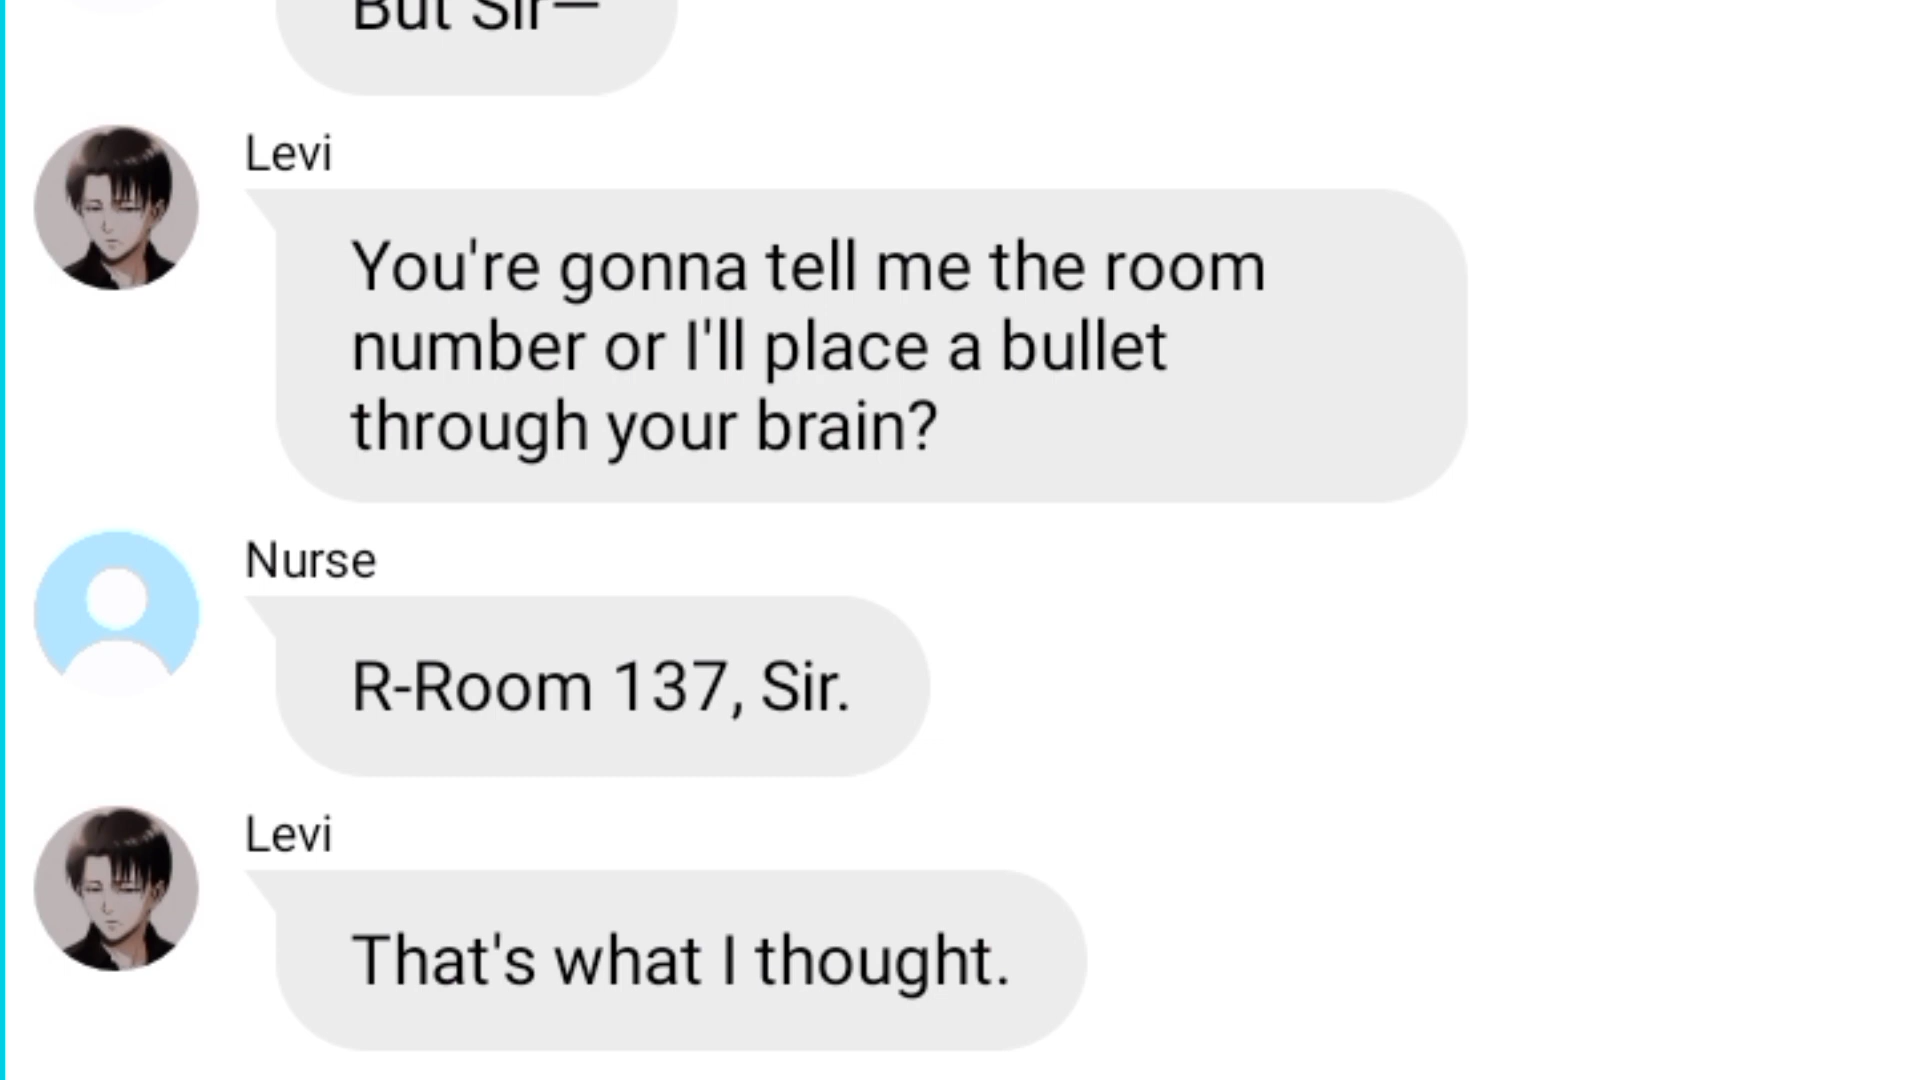 But Sir—
Levi
You're gonna tell me the room
number or I'll place a bullet
through your brain?
Nurse
R-Room 137, Sir.
Levi
That's what I thought.